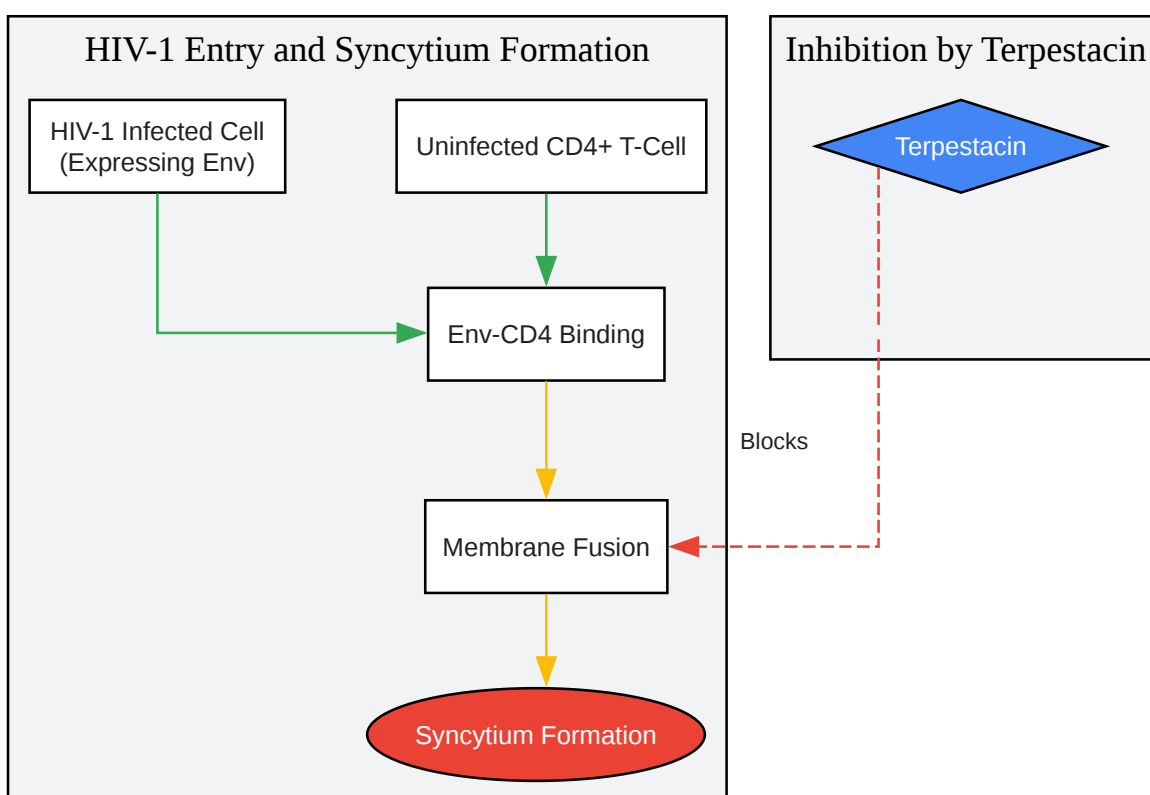 HIV-1 Entry and Syncytium Formation
HIV-1 Infected Cell
(Expressing Env)
Uninfected CD4+ T-Cell
Env-CD4 Binding
Membrane Fusion
Syncytium Formation
Inhibition by Terpestacin
Terpestacin
Blocks